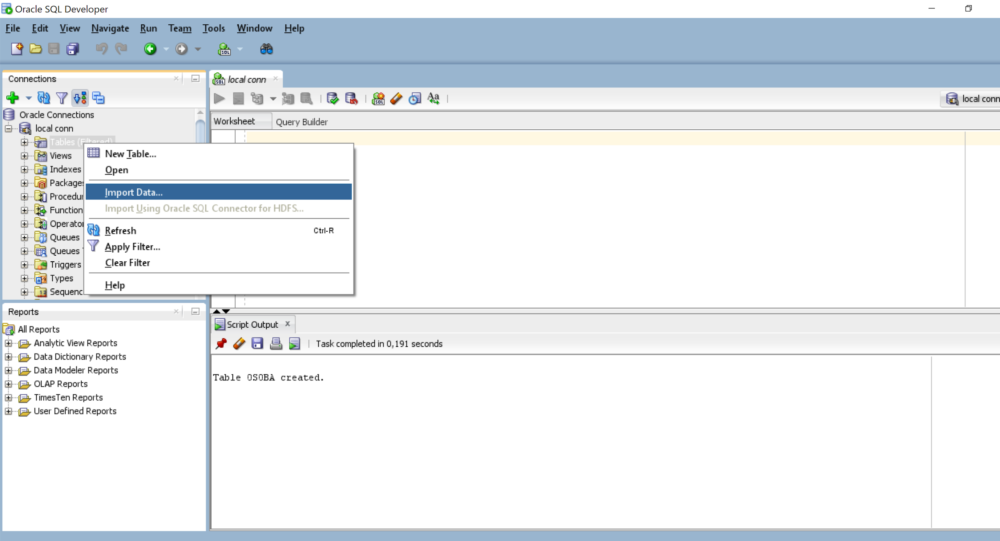 Oracle SQL Developer
File Edit View Navigate Run Team Tools Window Help
Connections
Oracle Connections
local conn
Tables (Filtered)
Views
Indexes
Packages
Procedur
Function
Operator
Queues
Queues
Triggers
Types
Sequenc
New Table...
Open
Import Data...
Import Using Oracle SQL Connector for HDFS...
Refresh Ctrl-R
Apply Filter...
Clear Filter
Help
Reports
All Reports
Analytic View Reports
Data Dictionary Reports
Data Modeler Reports
OLAP Reports
TimesTen Reports
User Defined Reports
local conn
local conn
Worksheet Query Builder
Script Output
Task completed in 0,191 seconds
Table OSOBA created.